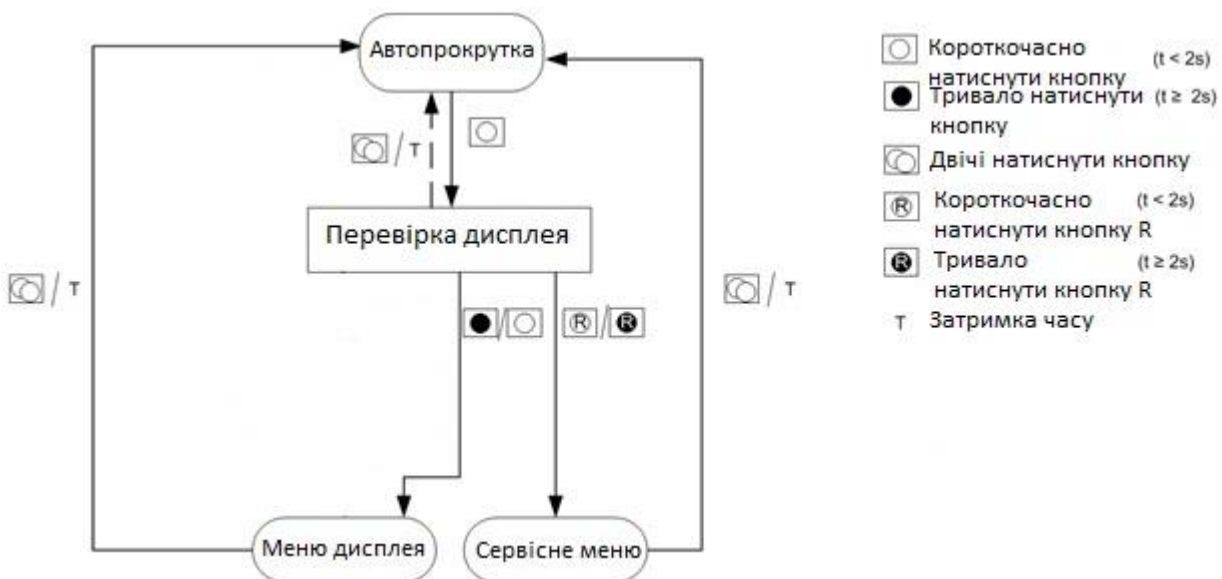 Автопрокрутка
/ т
Перевірка дисплея
/ т
/
R / R
/ т
Меню дисплея
Сервісне меню
Короткочасно (t < 2s)
натиснути кнопку
Тривало натиснути (t ≥ 2s)
кнопку
Двічі натиснути кнопку
R Короткочасно (t < 2s)
натиснути кнопку R
R Тривало (t ≥ 2s)
натиснути кнопку R
т Затримка часу